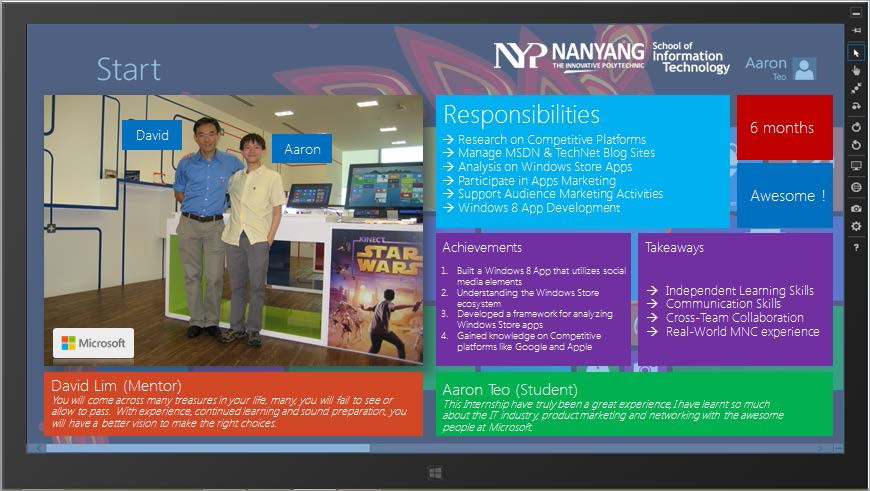 Start
NYP NANYANG
THE INNOVATIVE POLYTECHNIC
School of
Information
Technology
Aaron
Teo
David
Aaron
KINECT
STAR
WARS
Microsoft
Responsibilities
→ Research on Competitive Platforms
→ Manage MSDN & TechNet Blog Sites
→ Analysis on Windows Store Apps
→ Participate in Apps Marketing
→ Support Audience Marketing Activities
→ Windows 8 App Development
6 months
Awesome !
Achievements
1. Built a Windows 8 App that utilizes social
media elements
2. Understanding the Windows Store
ecosystem
3. Developed a framework for analyzing
Windows Store apps
4. Gained knowledge on Competitive
platforms like Google and Apple
Takeaways
→ Independent Learning Skills
→ Communication Skills
→ Cross-Team Collaboration
→ Real-World MNC experience
David Lim (Mentor)
You will come across many treasures in your life, many, you will fail to see or
allow to pass. With experience, continued learning and sound preparation, you
will have a better vision to make the right choices.
Aaron Teo (Student)
This Internship have truly been a great experience, I have learnt so much
about the IT industry, product marketing and networking with the awesome
people at Microsoft